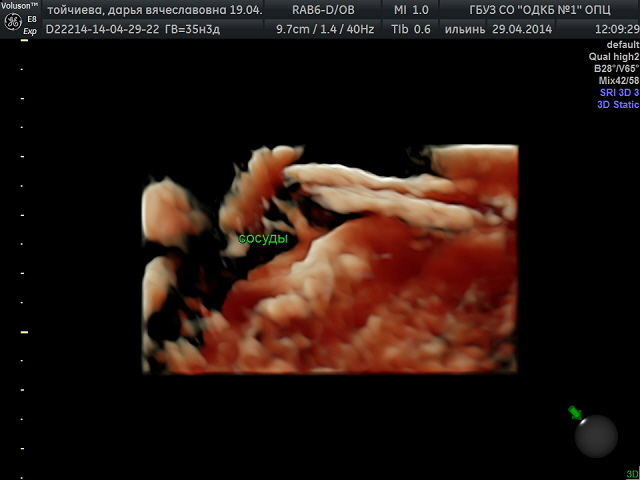 Voluson™ E8 Exp
тойчиева, дарья вячеславовна 19.04. RAB6-D/OB MI 1.0 ГБУЗ СО "ОДКБ №1" ОПЦ
D22214-14-04-29-22 ГВ=35н3д 9.7cm / 1.4 / 40Hz TIb 0.6 ильинь 29.04.2014 12:09:29
default
Qual high2
B28°/V65°
Mix42/58
SRI 3D 3
3D Static
сосуды
3D